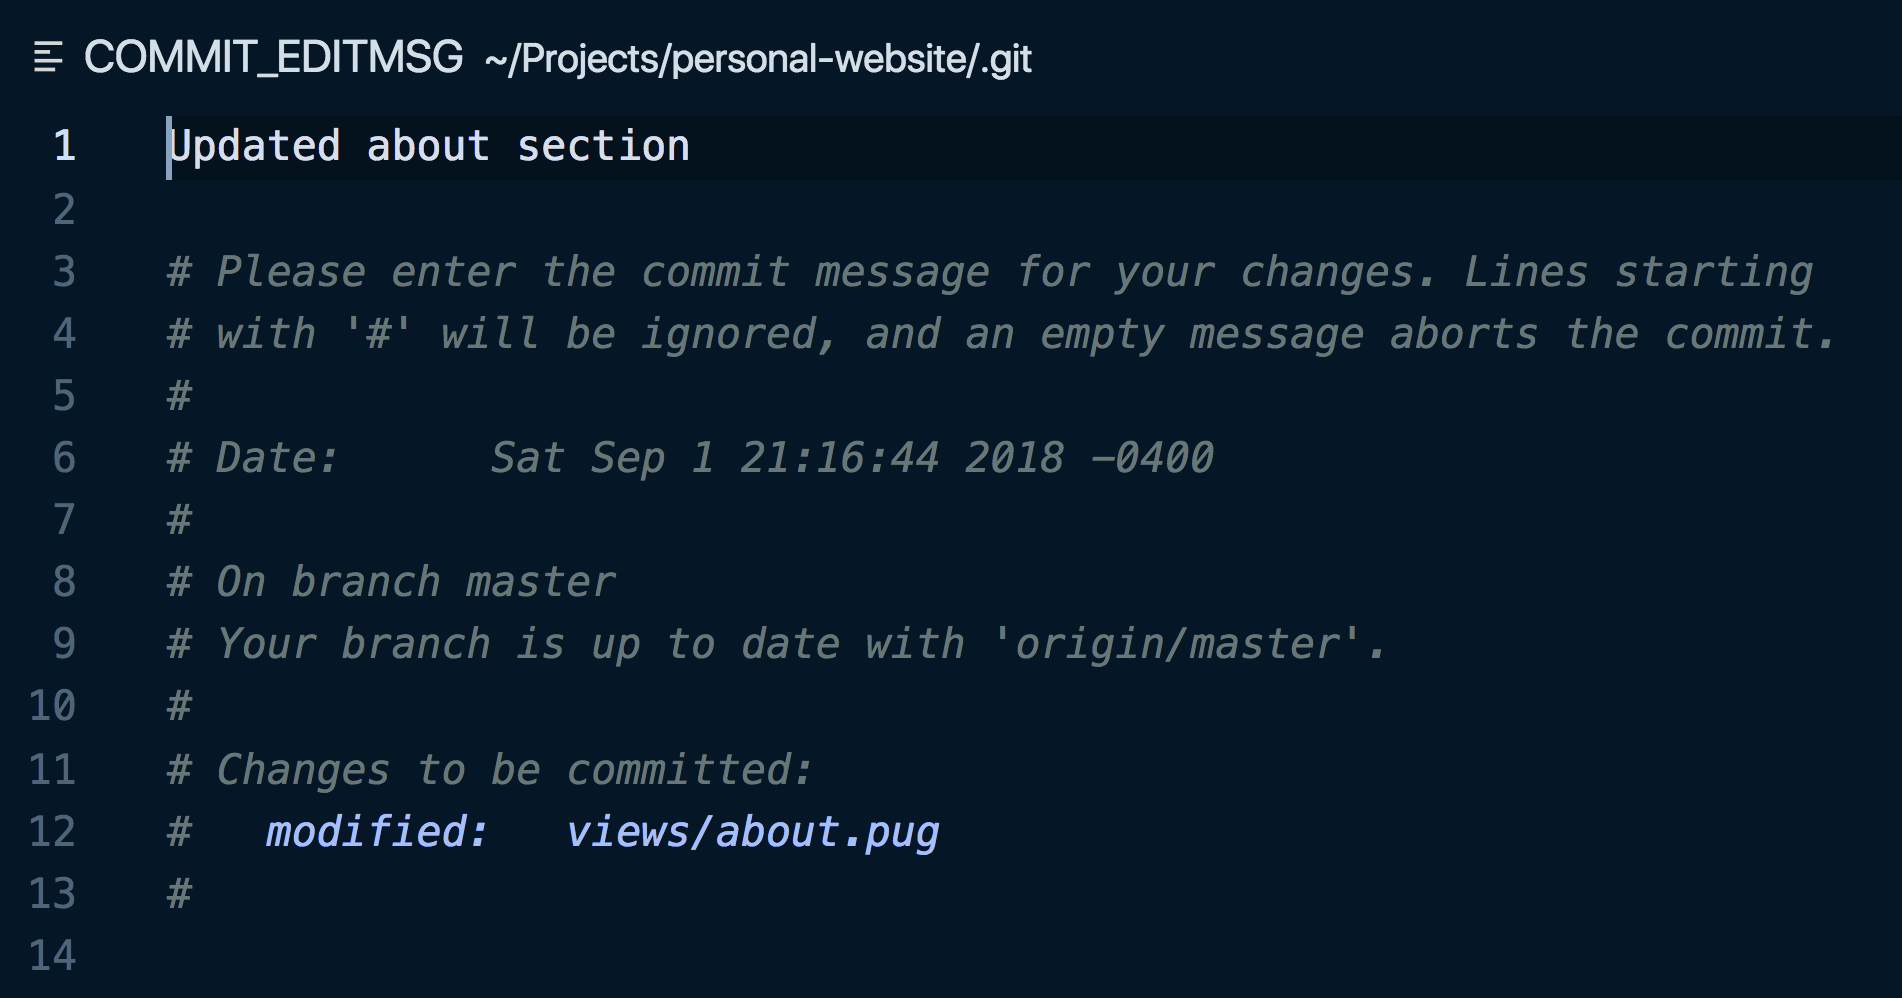 COMMIT_EDITMSG ~/Projects/personal-website/.git
1 Updated about section
2
3 # Please enter the commit message for your changes. Lines starting
4 # with '#' will be ignored, and an empty message aborts the commit.
5 #
6 # Date:      Sat Sep 1 21:16:44 2018 -0400
7 #
8 # On branch master
9 # Your branch is up to date with 'origin/master'.
10 #
11 # Changes to be committed:
12 #   modified:   views/about.pug
13 #
14